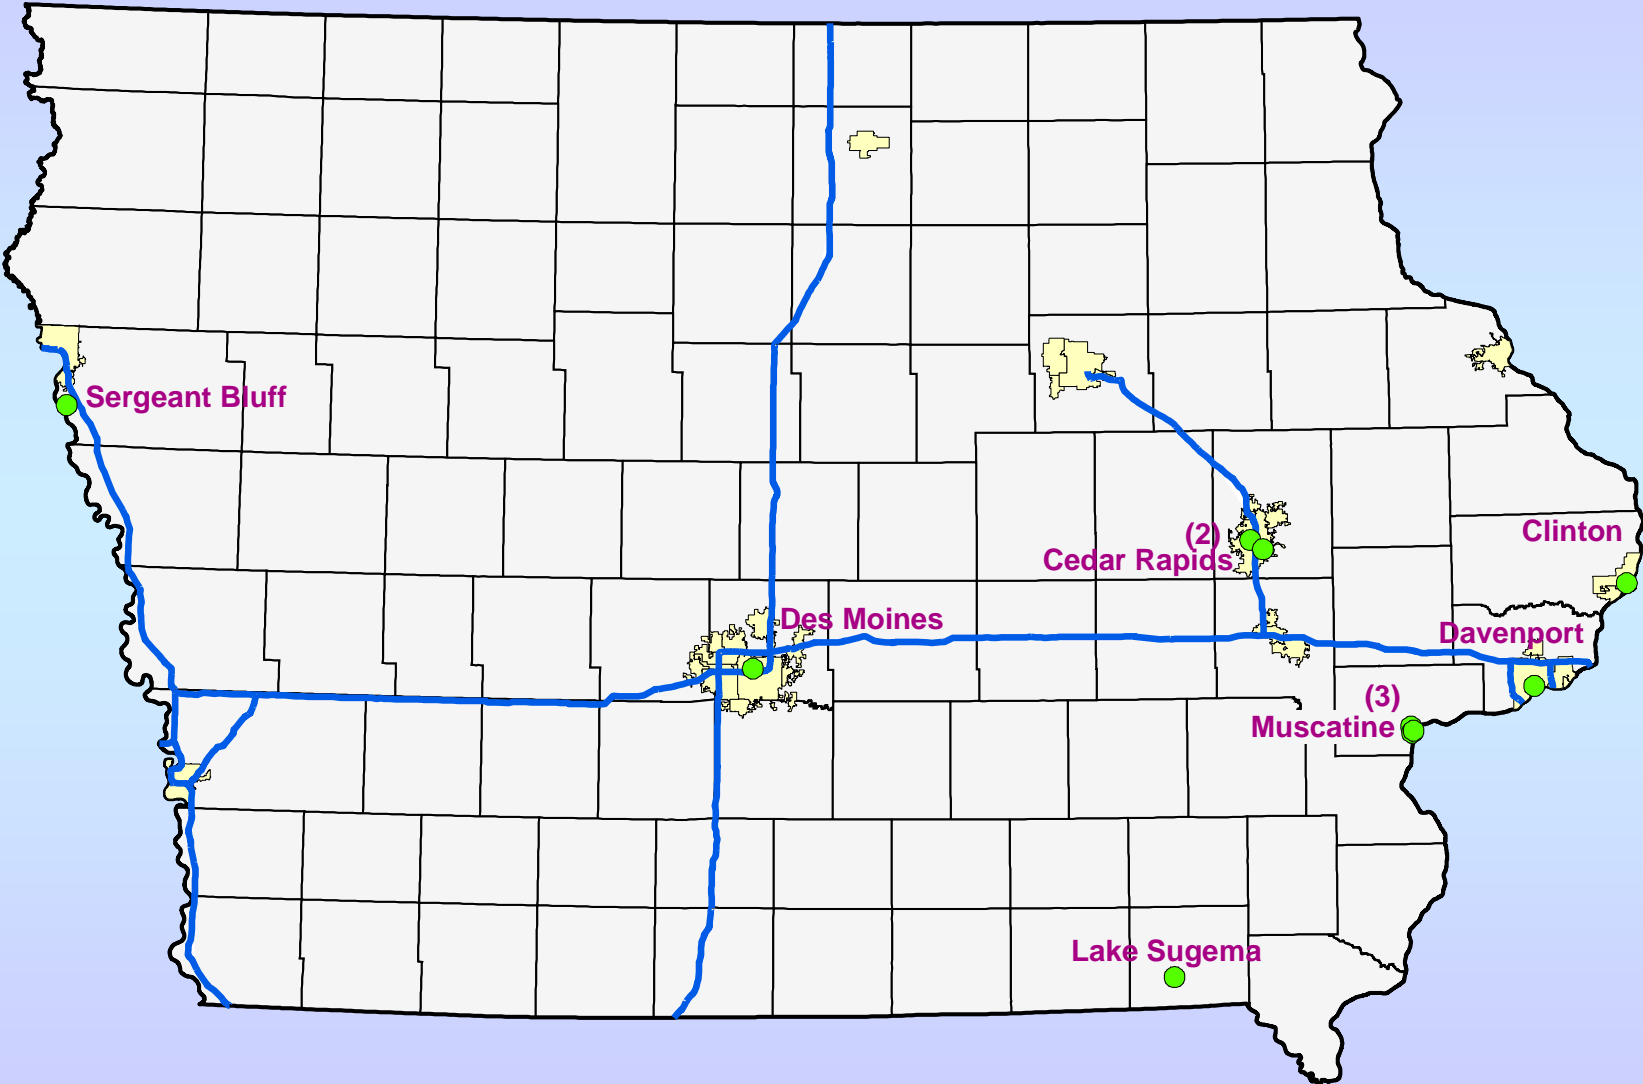 Sergeant Bluff
(2)
Cedar Rapids
Clinton
Des Moines
Davenport
(3)
Muscatine
Lake Sugema